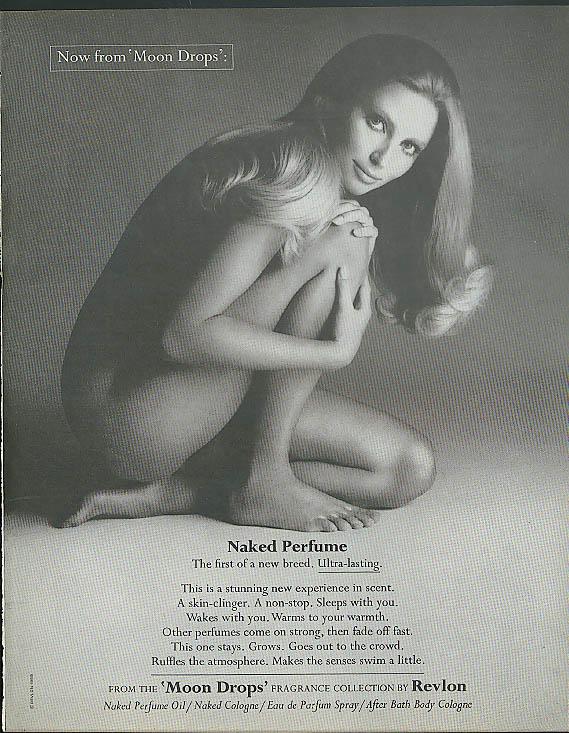 Now from 'Moon Drops':
Naked Perfume
The first of a new breed. Ultra-lasting.
This is a stunning new experience in scent.
A skin-clinger. A non-stop. Sleeps with you.
Wakes with you. Warms to your warmth.
Other perfumes come on strong, then fade off fast.
This one stays. Grows. Goes out to the crowd.
Ruffles the atmosphere. Makes the senses swim a little.
FROM THE 'Moon Drops' FRAGRANCE COLLECTION BY Revlon
Naked Perfume Oil/Naked Cologne/Eau de Parfum Spray/After Bath Body Cologne